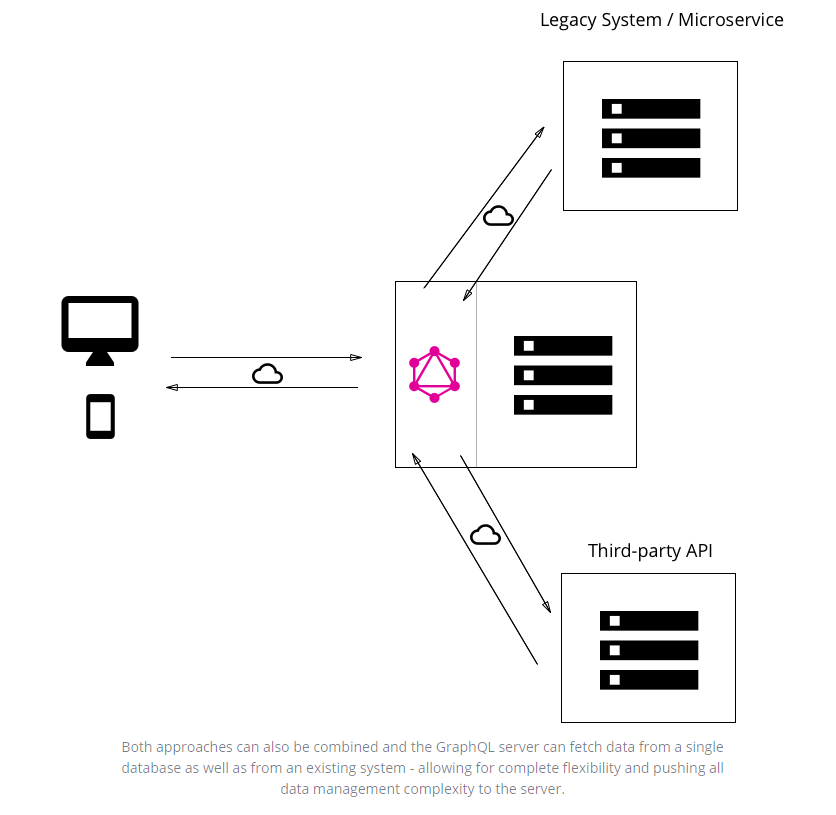 Legacy System / Microservice
Third-party API
Both approaches can also be combined and the GraphQL server can fetch data from a single
database as well as from an existing system - allowing for complete flexibility and pushing all
data management complexity to the server.